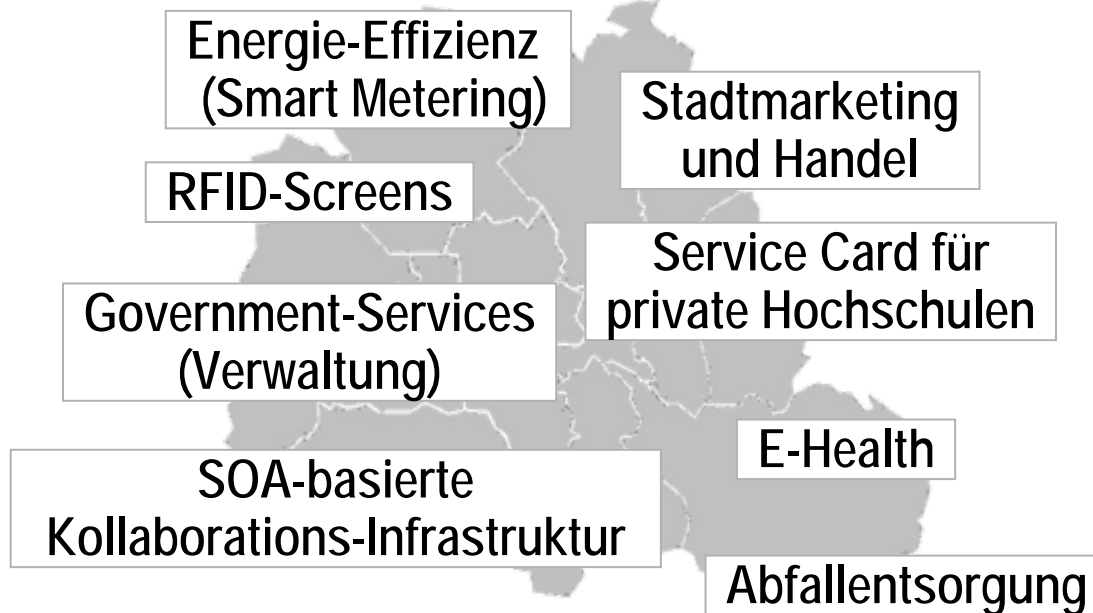 Energie-Effizienz
(Smart Metering)
Stadtmarketing
und Handel
RFID-Screens
Service Card für
private Hochschulen
Government-Services
(Verwaltung)
E-Health
SOA-basierte
Kollaborations-Infrastruktur
Abfallentsorgung